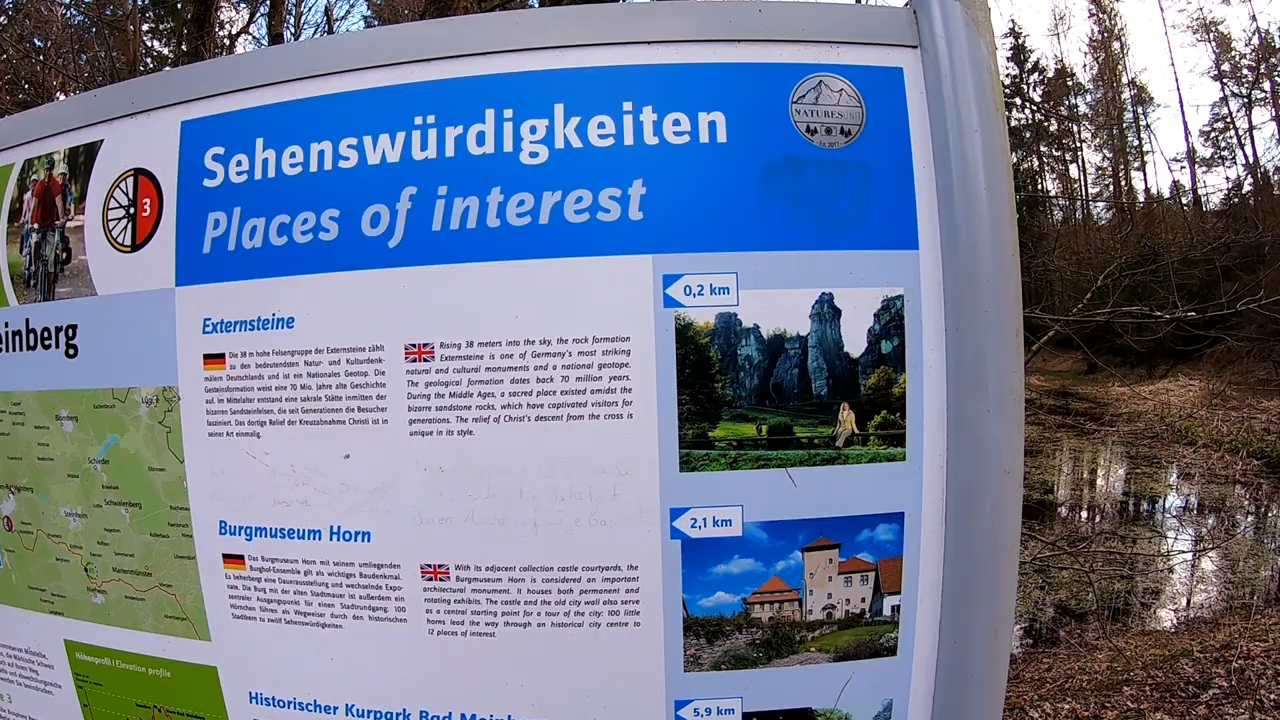 Sehenswürdigkeiten
Places of interest
NATURES
Est. 2017
3
einberg
Externsteine
Die 38 m hohe Felsengruppe der Externsteine zählt
zu den bedeutendsten Natur- und Kulturdenk-
mälern Deutschlands und ist ein Nationales Geotop. Die
Gesteinsformation weist eine 70 Mio. Jahre alte Geschichte
auf. Im Mittelalter entstand eine sakrale Stätte inmitten der
bizarren Sandsteinfelsen, die seit Generationen die Besucher
fasziniert. Das dortige Relief der Kreuzabnahme Christi ist in
seiner Art einmalig.
Rising 38 meters into the sky, the rock formation
Externsteine is one of Germany's most striking
natural and cultural monuments and a national geotope.
The geological formation dates back 70 million years.
During the Middle Ages, a sacred place existed amidst the
bizarre sandstone rocks, which have captivated visitors for
generations. The relief of Christ's descent from the cross is
unique in its style.
0,2 km
Burgmuseum Horn
Das Burgmuseum Horn mit seinem umliegenden
Burghof-Ensemble gilt als wichtiges Baudenkmal.
Es beherbergt eine Dauerausstellung und wechselnde Expo-
nate. Die Burg mit der alten Stadtmauer ist außerdem ein
zentraler Ausgangspunkt für einen Stadtrundgang: 100
Hörnchen führen als Wegweiser durch den historischen
Stadtkern zu zwölf Sehenswürdigkeiten.
With its adjacent collection castle courtyards, the
Burgmuseum Horn is considered an important
architectural monument. It houses both permanent and
rotating exhibits. The castle and the old city wall also serve
as a central starting point for a tour of the city: 100 little
horns lead the way through an historical city centre to
12 places of interest.
2,1 km
Historischer Kurpark Bad
5,9 km
Blomberg
Schieder
Schwalenberg
Steinheim
Marienmünster
Höhenprofil | Elevation profile